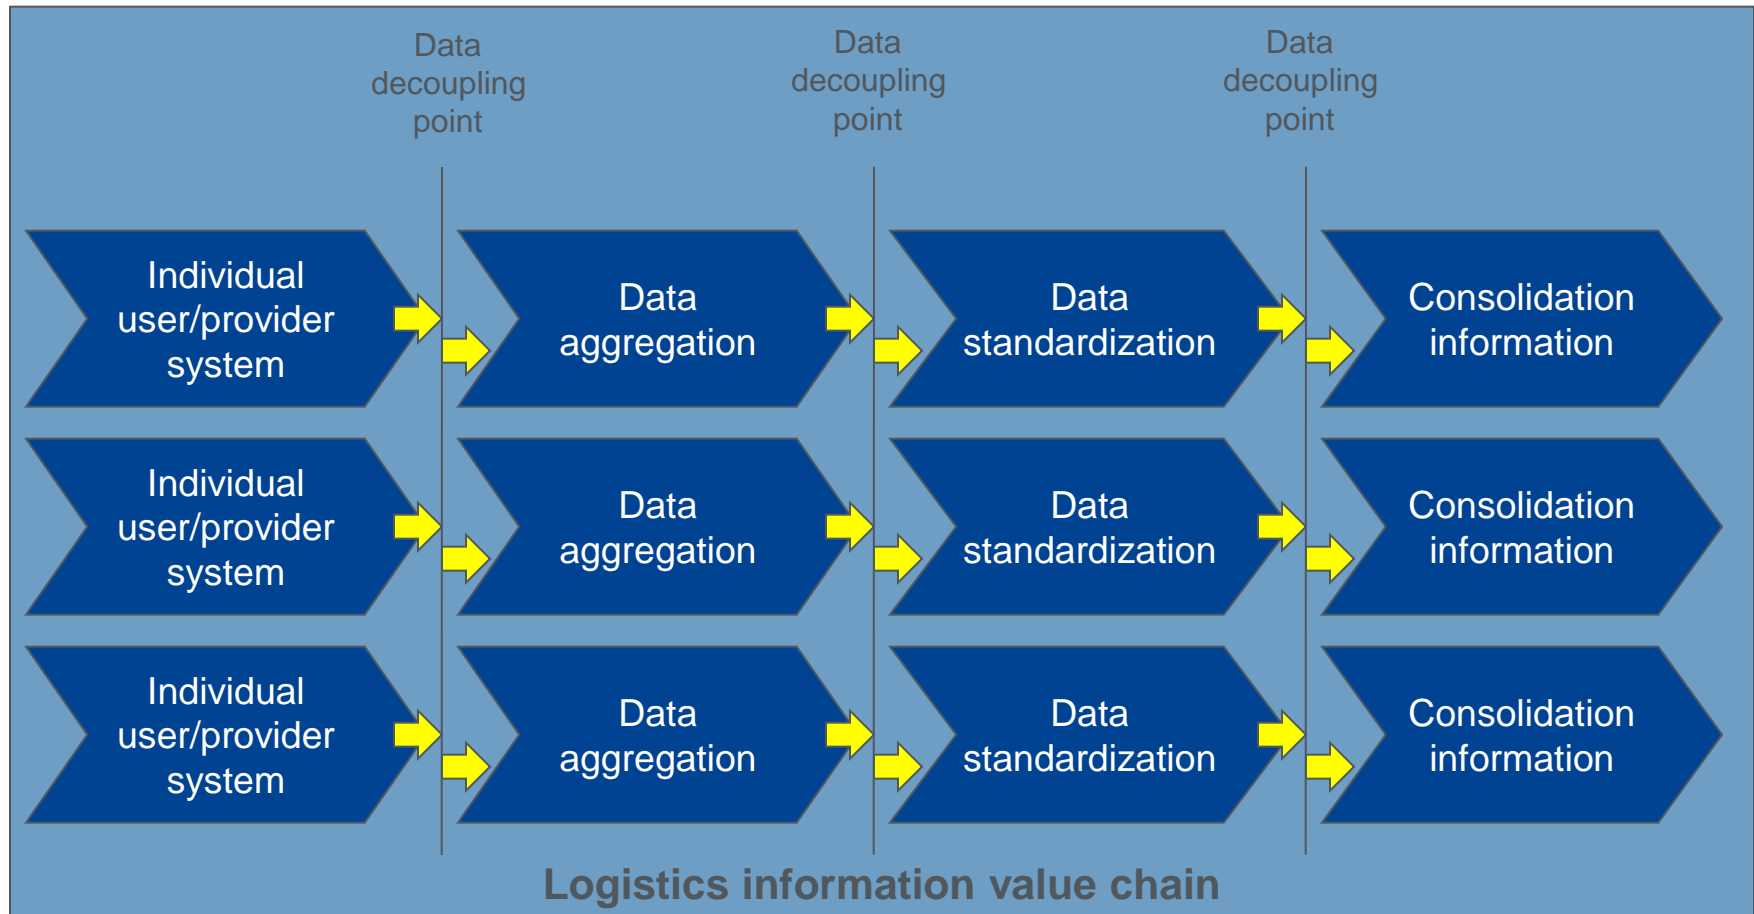 Data
decoupling
point
Data
decoupling
point
Data
decoupling
point
Individual
user/provider
system
Data
aggregation
Data
standardization
Consolidation
information
Individual
user/provider
system
Data
aggregation
Data
standardization
Consolidation
information
Individual
user/provider
system
Data
aggregation
Data
standardization
Consolidation
information
Logistics information value chain